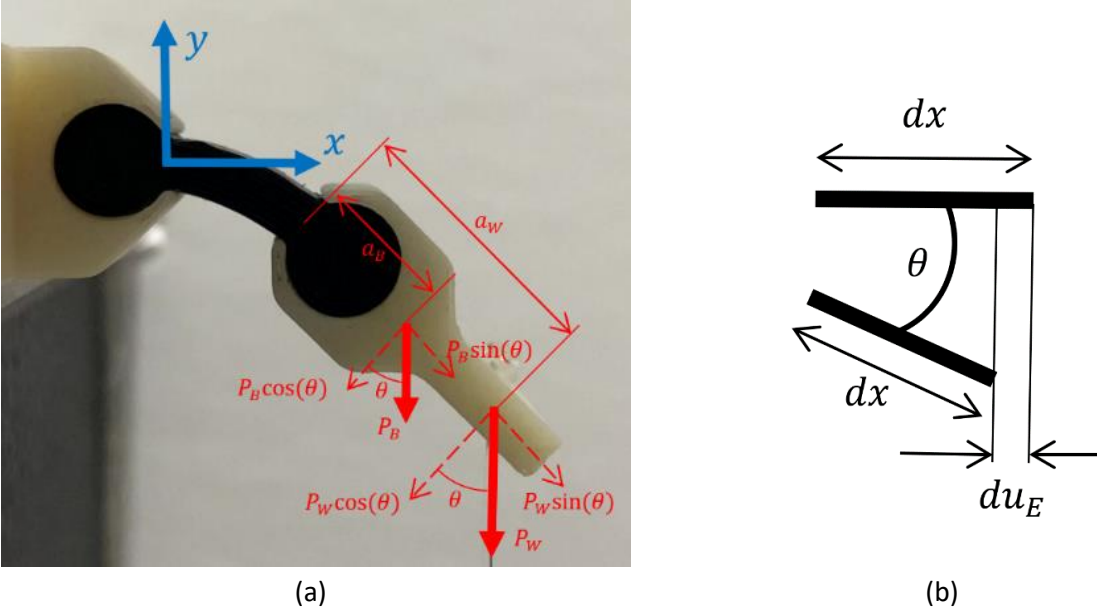 y
x
a_W
a_B
P_B sin(θ)
P_B cos(θ)
θ
P_B
P_W cos(θ)
θ
P_W sin(θ)
P_W
(a)
dx
θ
dx
du_E
(b)